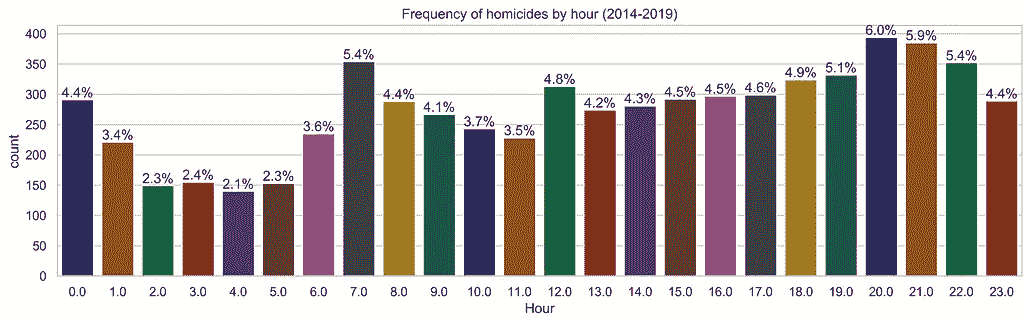 Frequency of homicides by hour (2014-2019)
400
350
300
250
200
150
100
50
0
count
4.4% 3.4% 2.3% 2.4% 2.1% 2.3% 3.6% 5.4% 4.4% 4.1% 3.7% 3.5% 4.8% 4.2% 4.3% 4.5% 4.5% 4.6% 4.9% 5.1% 6.0% 5.9% 5.4% 4.4%
0.0 1.0 2.0 3.0 4.0 5.0 6.0 7.0 8.0 9.0 10.0 11.0 12.0 13.0 14.0 15.0 16.0 17.0 18.0 19.0 20.0 21.0 22.0 23.0
Hour